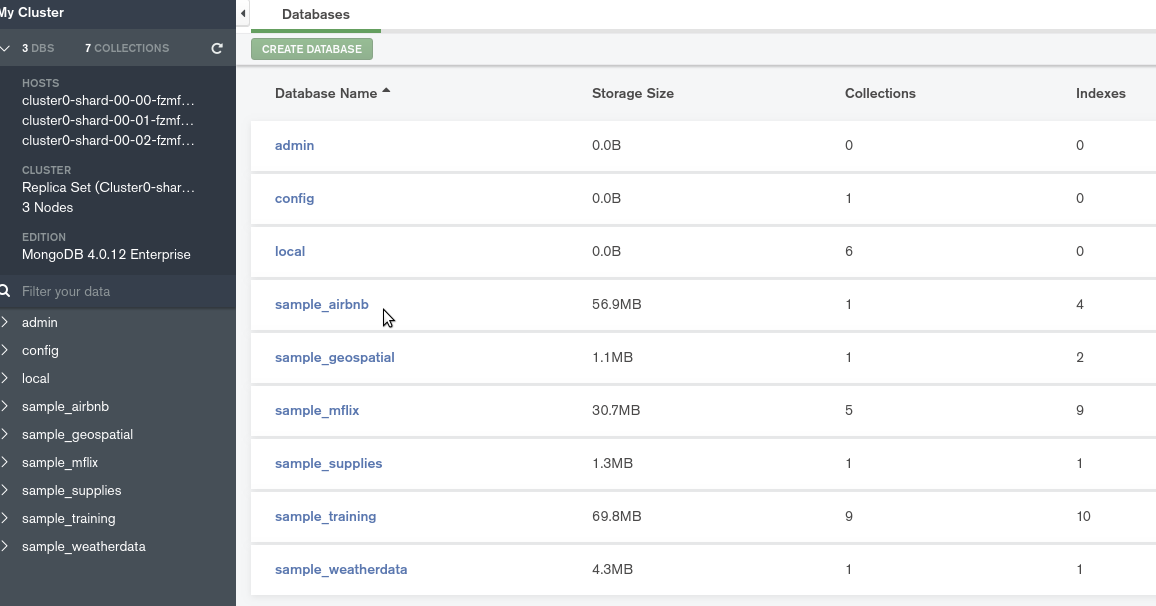 My Cluster
3 DBS 7 COLLECTIONS
HOSTS
cluster0-shard-00-00-fzmf...
cluster0-shard-00-01-fzmf...
cluster0-shard-00-02-fzmf...
CLUSTER
Replica Set (Cluster0-shar...
3 Nodes
EDITION
MongoDB 4.0.12 Enterprise
Filter your data
admin
config
local
sample_airbnb
sample_geospatial
sample_mflix
sample_supplies
sample_training
sample_weatherdata
Databases
CREATE DATABASE
Database Name Storage Size Collections Indexes
admin 0.0B 0 0
config 0.0B 1 0
local 0.0B 6 0
sample_airbnb 56.9MB 1 4
sample_geospatial 1.1MB 1 2
sample_mflix 30.7MB 5 9
sample_supplies 1.3MB 1 1
sample_training 69.8MB 9 10
sample_weatherdata 4.3MB 1 1